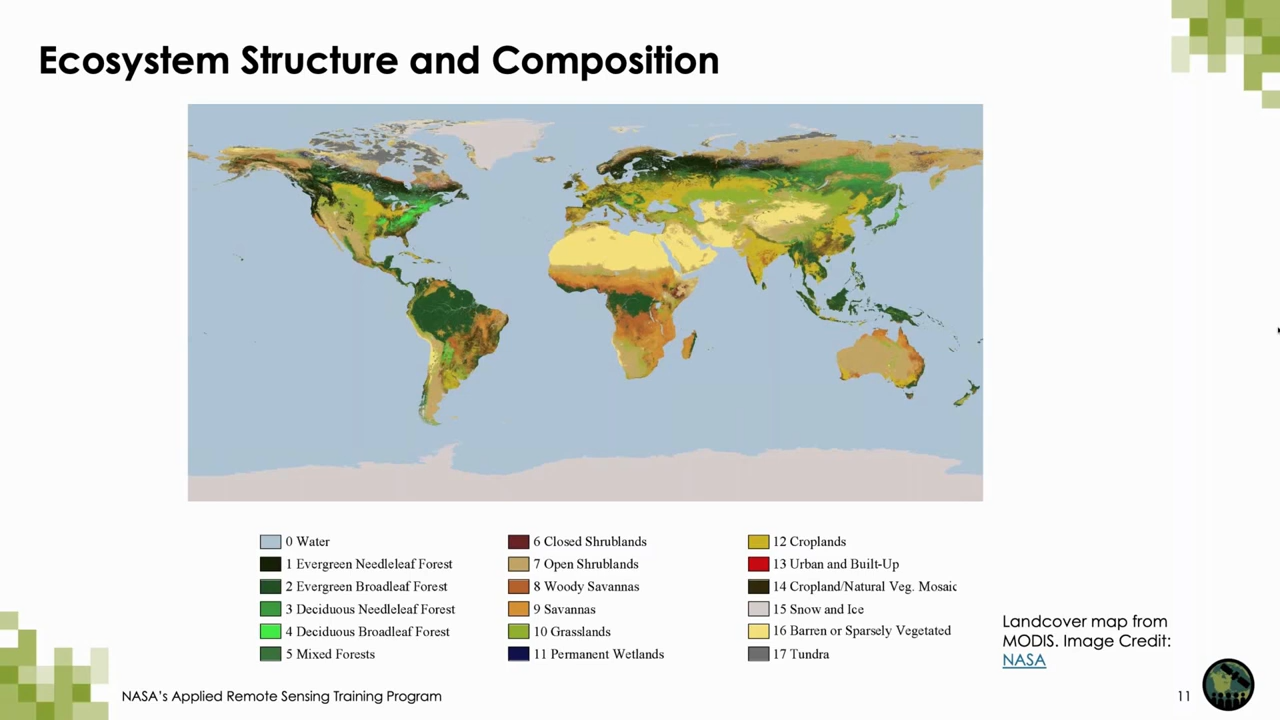 Ecosystem Structure and Composition
0 Water
1 Evergreen Needleleaf Forest
2 Evergreen Broadleaf Forest
3 Deciduous Needleleaf Forest
4 Deciduous Broadleaf Forest
5 Mixed Forests
6 Closed Shrublands
7 Open Shrublands
8 Woody Savannas
9 Savannas
10 Grasslands
11 Permanent Wetlands
12 Croplands
13 Urban and Built-Up
14 Cropland/Natural Veg. Mosaic
15 Snow and Ice
16 Barren or Sparsely Vegetated
17 Tundra
Landcover map from
MODIS. Image Credit:
NASA
NASA's Applied Remote Sensing Training Program
11